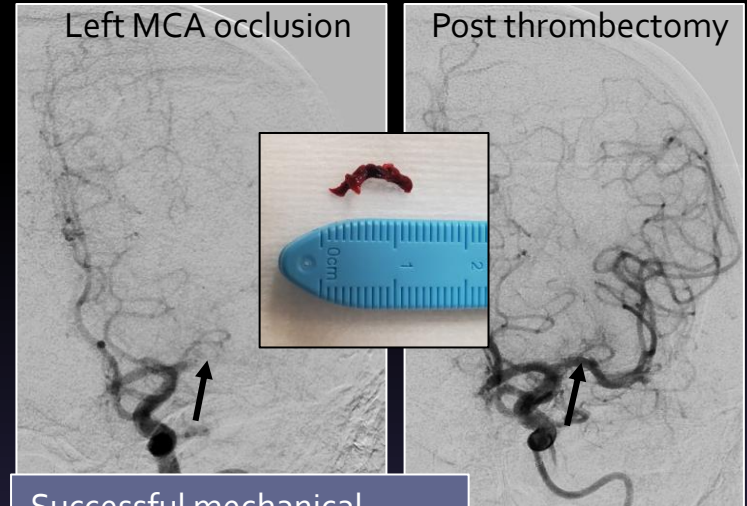 Left MCA occlusion
Post thrombectomy
0cm
1
2
Successful mechanical